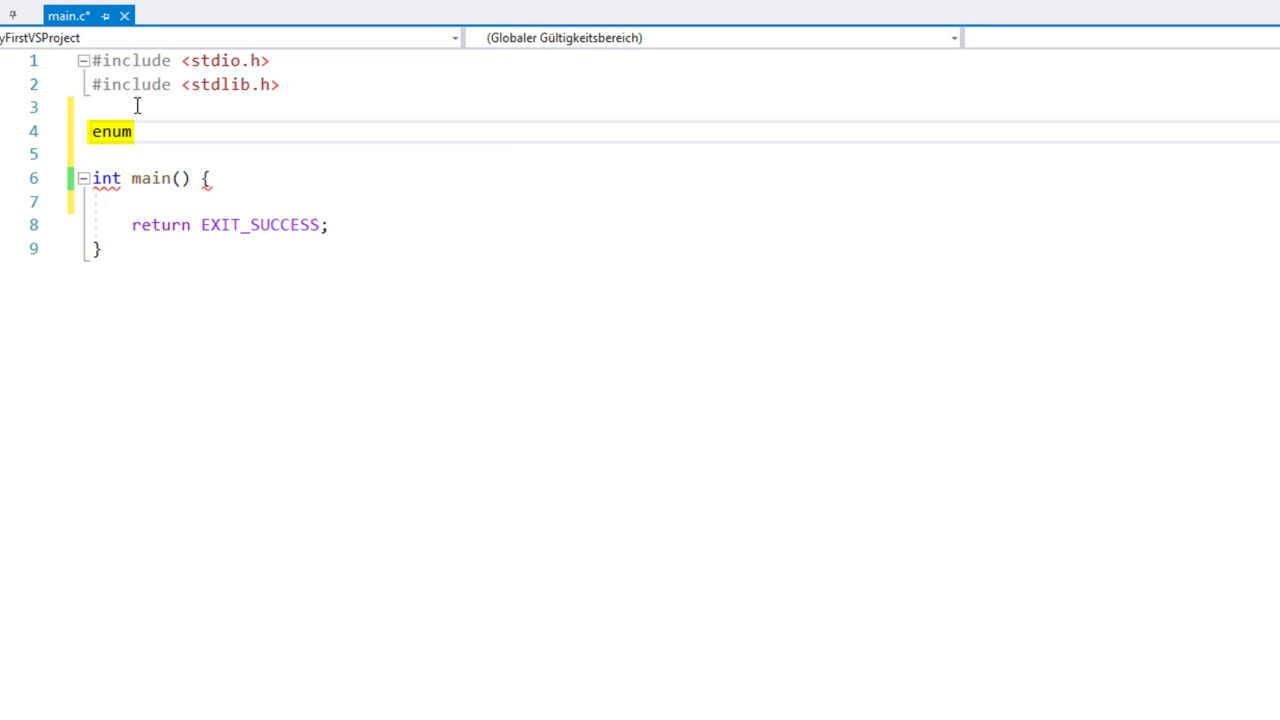 main.c*
yFirstVSProject
(Globaler Gültigkeitsbereich)
1 #include <stdio.h>
2 #include <stdlib.h>
3
4 enum
5
6 int main() {
7
8 return EXIT_SUCCESS;
9 }